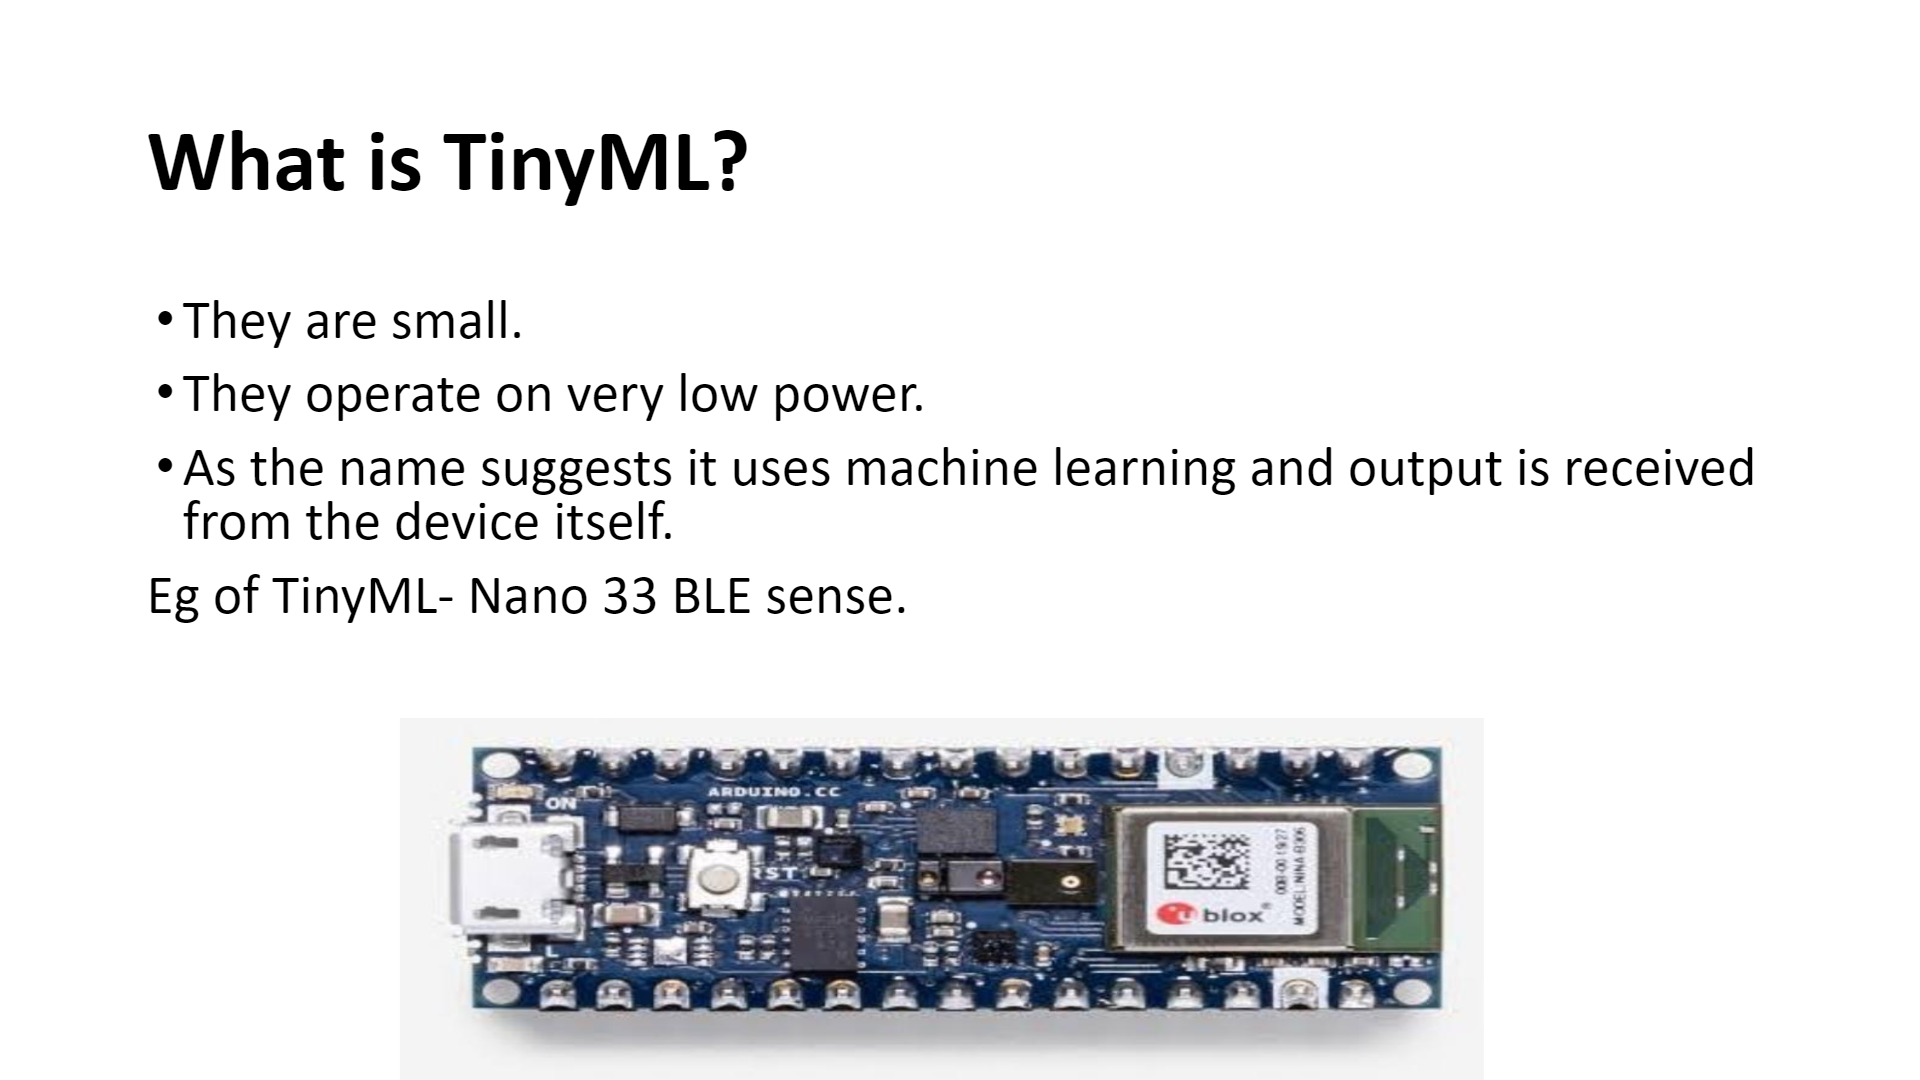 What is TinyML?
• They are small.
• They operate on very low power.
• As the name suggests it uses machine learning and output is received
from the device itself.
Eg of TinyML- Nano 33 BLE sense.
ARDUINO.CC
ON
RST
L
MODEL:NINA-B306
ublox®